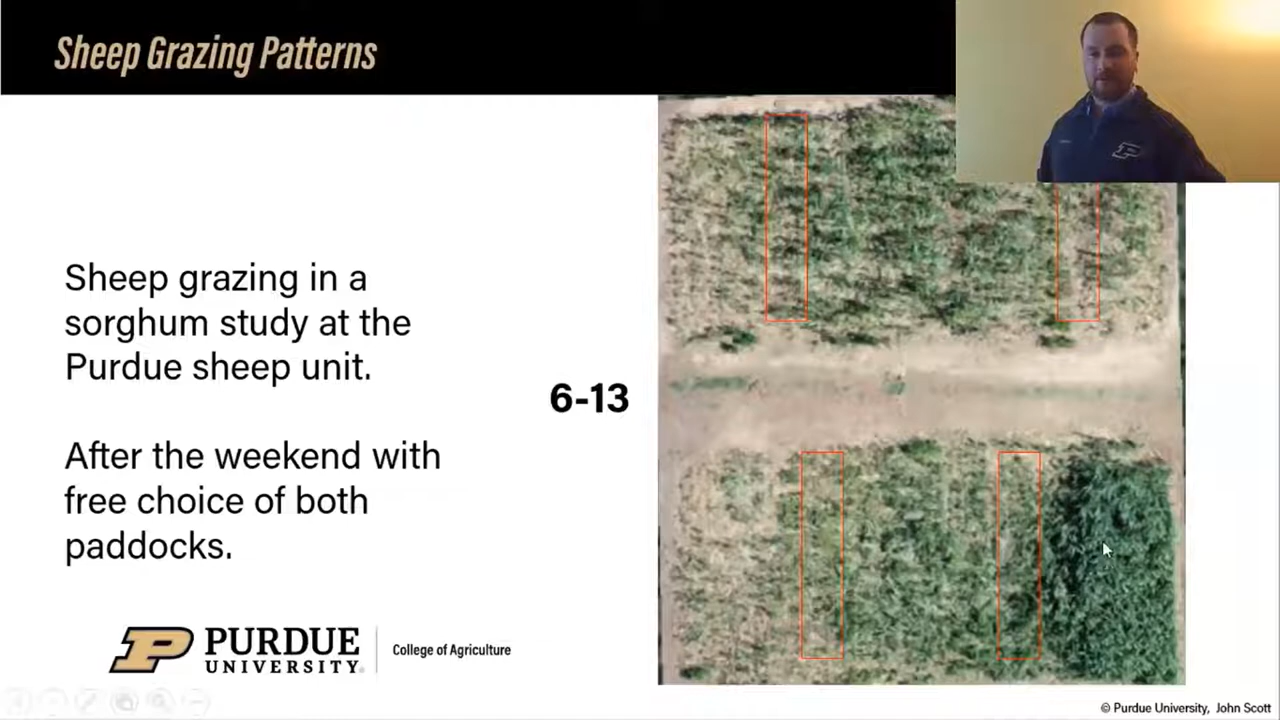 Sheep Grazing Patterns
Sheep grazing in a
sorghum study at the
Purdue sheep unit.
6-13
After the weekend with
free choice of both
paddocks.
PURDUE
UNIVERSITY.
College of Agriculture
© Purdue University, John Scott